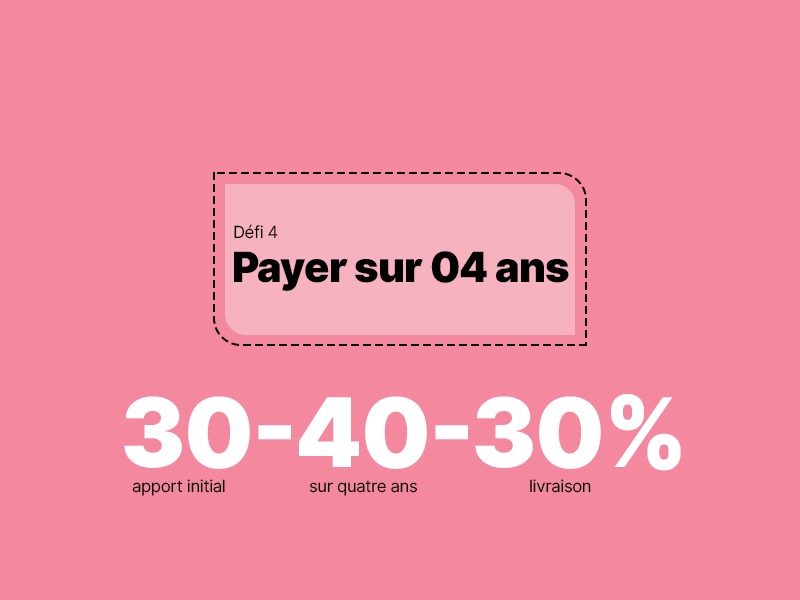 Défi 4
Payer sur 04 ans
30-40-30%
apport initial sur quatre ans livraison